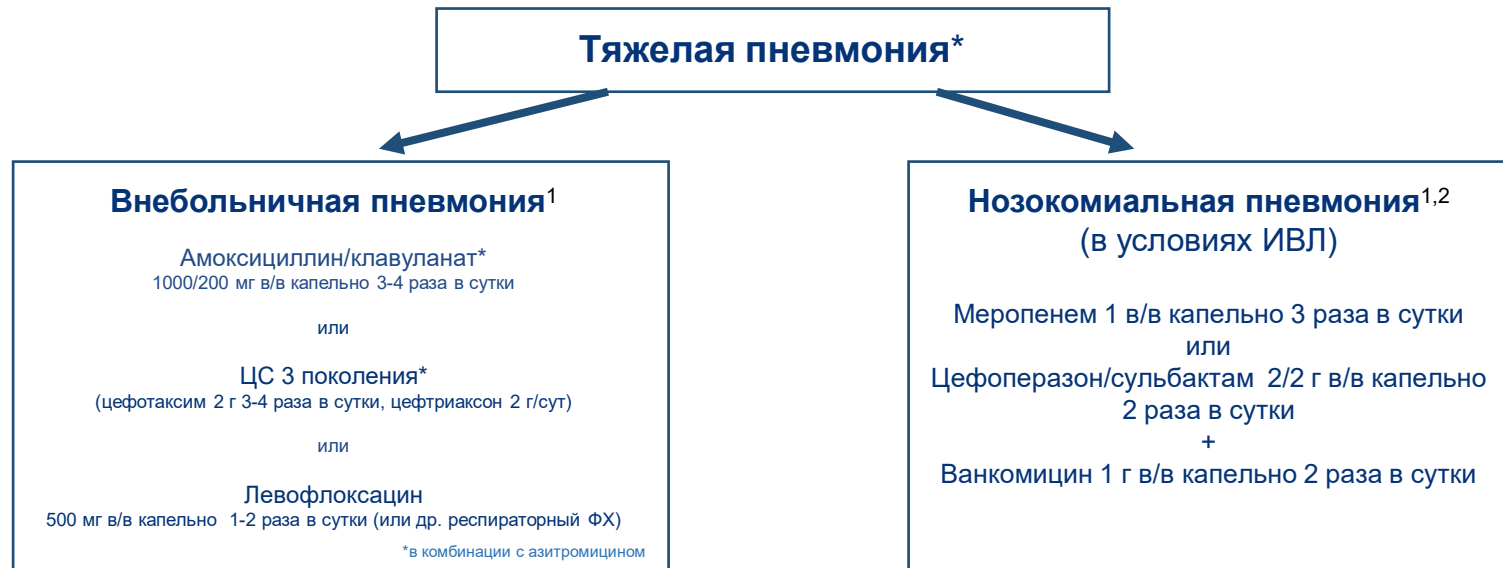 Тяжелая пневмония*
Внебольничная пневмония1
Амоксициллин/клавуланат*
1000/200 мг в/в капельно 3-4 раза в сутки
или
ЦС 3 поколения*
(цефотаксим 2 г 3-4 раза в сутки, цефтриаксон 2 г/сут)
или
Левофлоксацин
500 мг в/в капельно 1-2 раза в сутки (или др. респираторный ФХ)
*в комбинации с азитромицином
Нозокомиальная пневмония1,2
(в условиях ИВЛ)
Меропенем 1 в/в капельно 3 раза в сутки
или
Цефоперазон/сульбактам 2/2 г в/в капельно
2 раза в сутки
+
Ванкомицин 1 г в/в капельно 2 раза в сутки